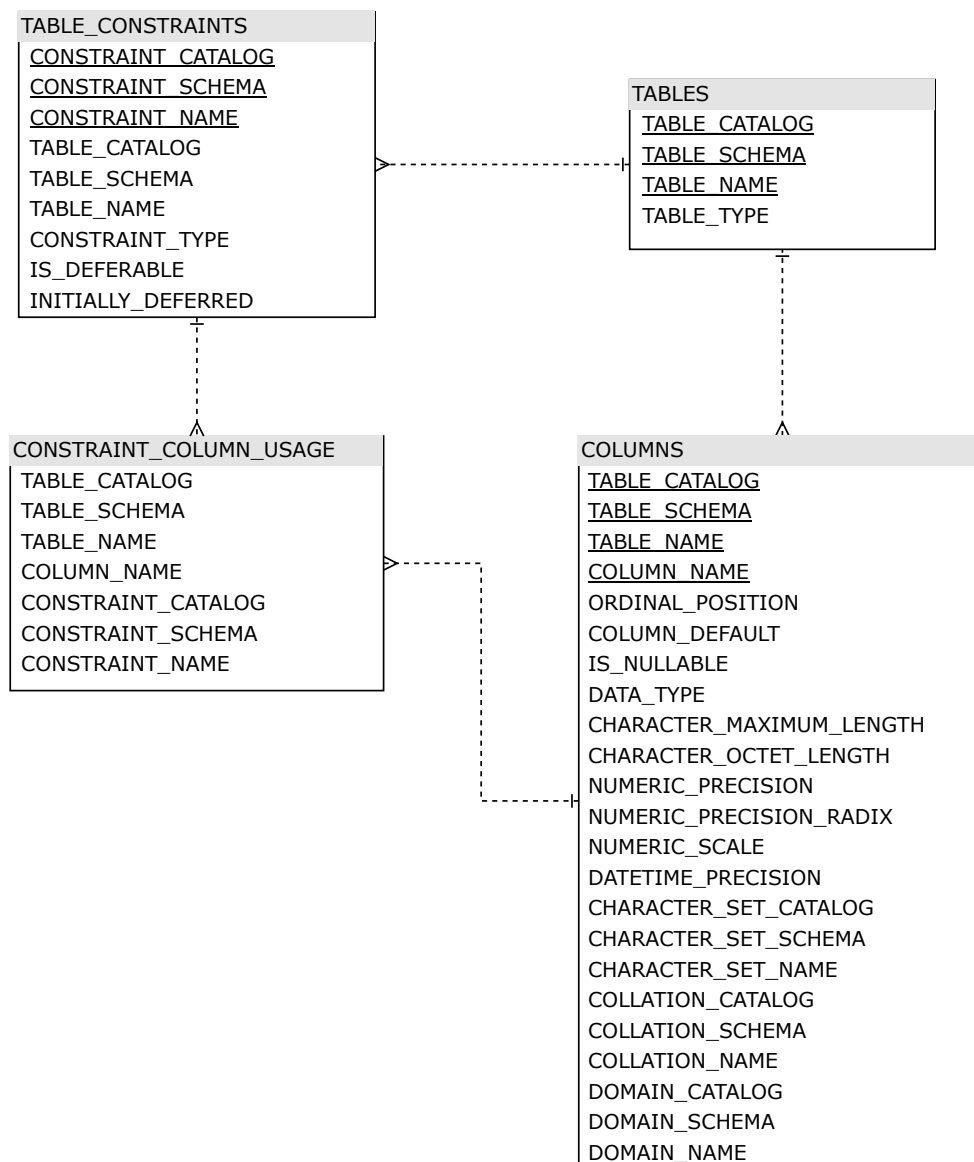 TABLE_CONSTRAINTS
CONSTRAINT_CATALOG
CONSTRAINT_SCHEMA
CONSTRAINT_NAME
TABLE_CATALOG
TABLE_SCHEMA
TABLE_NAME
CONSTRAINT_TYPE
IS_DEFERABLE
INITIALLY_DEFERRED
TABLES
TABLE_CATALOG
TABLE_SCHEMA
TABLE_NAME
TABLE_TYPE
CONSTRAINT_COLUMN_USAGE
TABLE_CATALOG
TABLE_SCHEMA
TABLE_NAME
COLUMN_NAME
CONSTRAINT_CATALOG
CONSTRAINT_SCHEMA
CONSTRAINT_NAME
COLUMNS
TABLE_CATALOG
TABLE_SCHEMA
TABLE_NAME
COLUMN_NAME
ORDINAL_POSITION
COLUMN_DEFAULT
IS_NULLABLE
DATA_TYPE
CHARACTER_MAXIMUM_LENGTH
CHARACTER_OCTET_LENGTH
NUMERIC_PRECISION
NUMERIC_PRECISION_RADIX
NUMERIC_SCALE
DATETIME_PRECISION
CHARACTER_SET_CATALOG
CHARACTER_SET_SCHEMA
CHARACTER_SET_NAME
COLLATION_CATALOG
COLLATION_SCHEMA
COLLATION_NAME
DOMAIN_CATALOG
DOMAIN_SCHEMA
DOMAIN_NAME